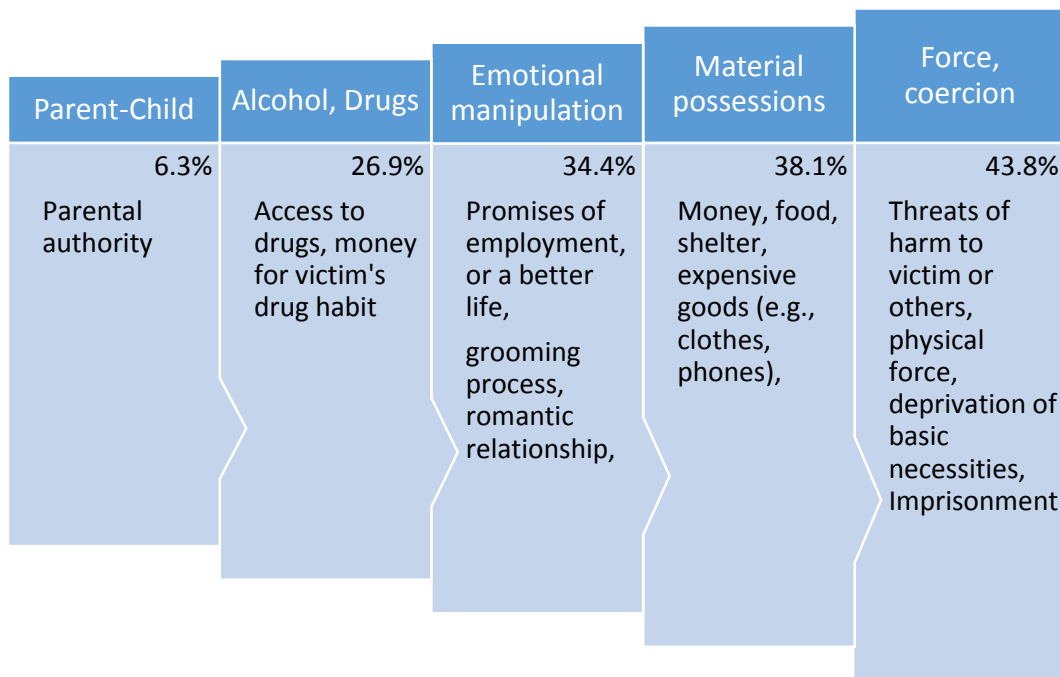 Parent-Child
6.3%
Parental
authority
Alcohol, Drugs
26.9%
Access to
drugs, money
for victim's
drug habit
Emotional
manipulation
34.4%
Promises of
employment,
or a better
life,
grooming
process,
romantic
relationship,
Material
possessions
38.1%
Money, food,
shelter,
expensive
goods (e.g.,
clothes,
phones),
Force,
coercion
43.8%
Threats of
harm to
victim or
others,
physical
force,
deprivation of
basic
necessities,
Imprisonment